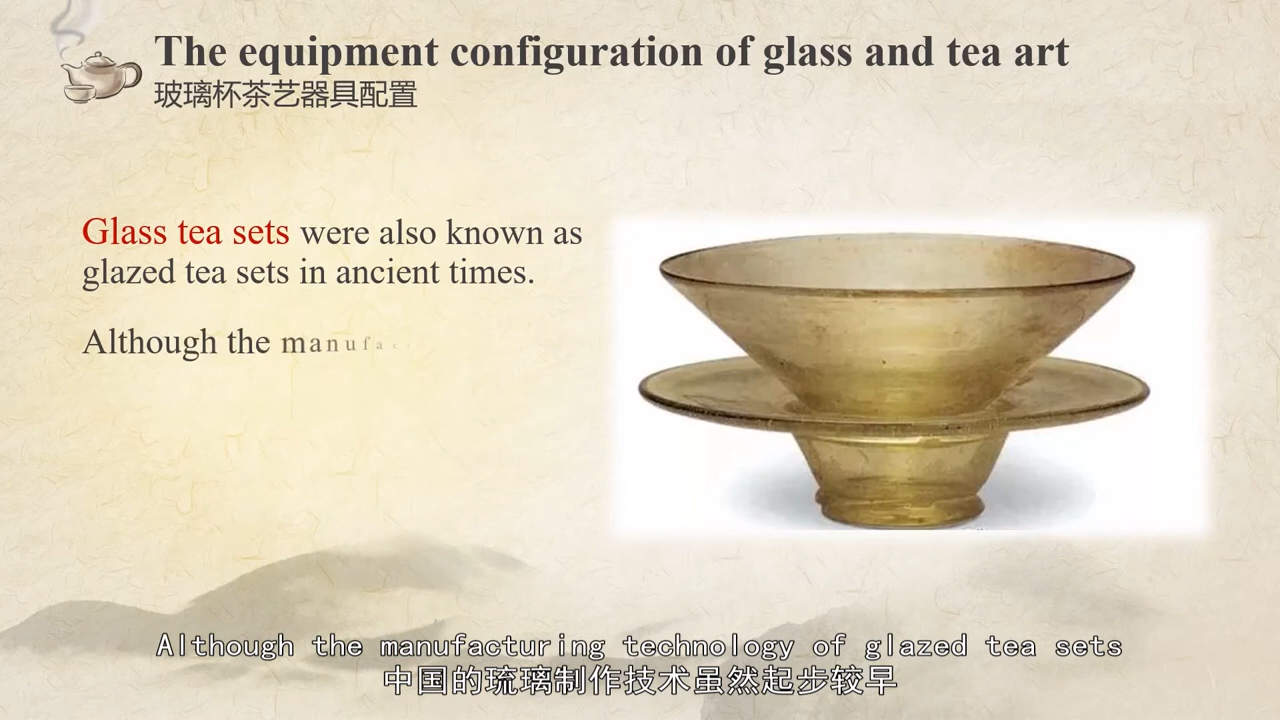 The equipment configuration of glass and tea art
玻璃杯茶艺器具配置
Glass tea sets were also known as
glazed tea sets in ancient times.
Although the manufac
Although the manufacturing technology of glazed tea sets
中国的琉璃制作技术虽然起步较早